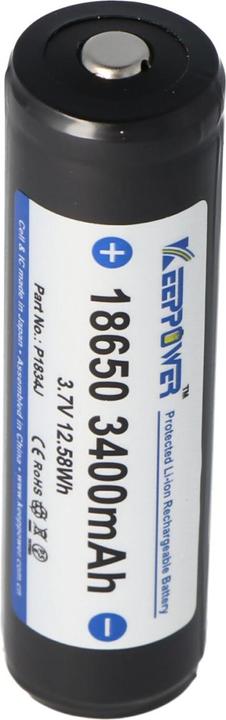 KEEPPOWER™
Protected Li-ion Rechargeable Battery
+ 18650 3400mAh -
3.7V 12.58Wh
Part No.: P1834J CE
Cell & IC made in Japan. Assembled in China.
www.keeppower.com.cn